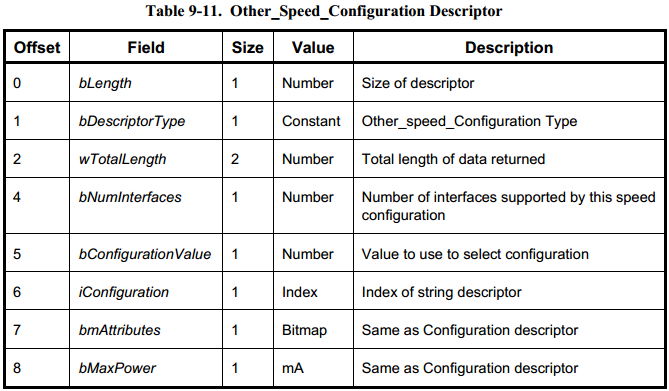 Table 9-11. Other_Speed_Configuration Descriptor
Offset Field Size Value Description
0 bLength 1 Number Size of descriptor
1 bDescriptorType 1 Constant Other_speed_Configuration Type
2 wTotalLength 2 Number Total length of data returned
4 bNumInterfaces 1 Number Number of interfaces supported by this speed
configuration
5 bConfigurationValue 1 Number Value to use to select configuration
6 iConfiguration 1 Index Index of string descriptor
7 bmAttributes 1 Bitmap Same as Configuration descriptor
8 bMaxPower 1 mA Same as Configuration descriptor